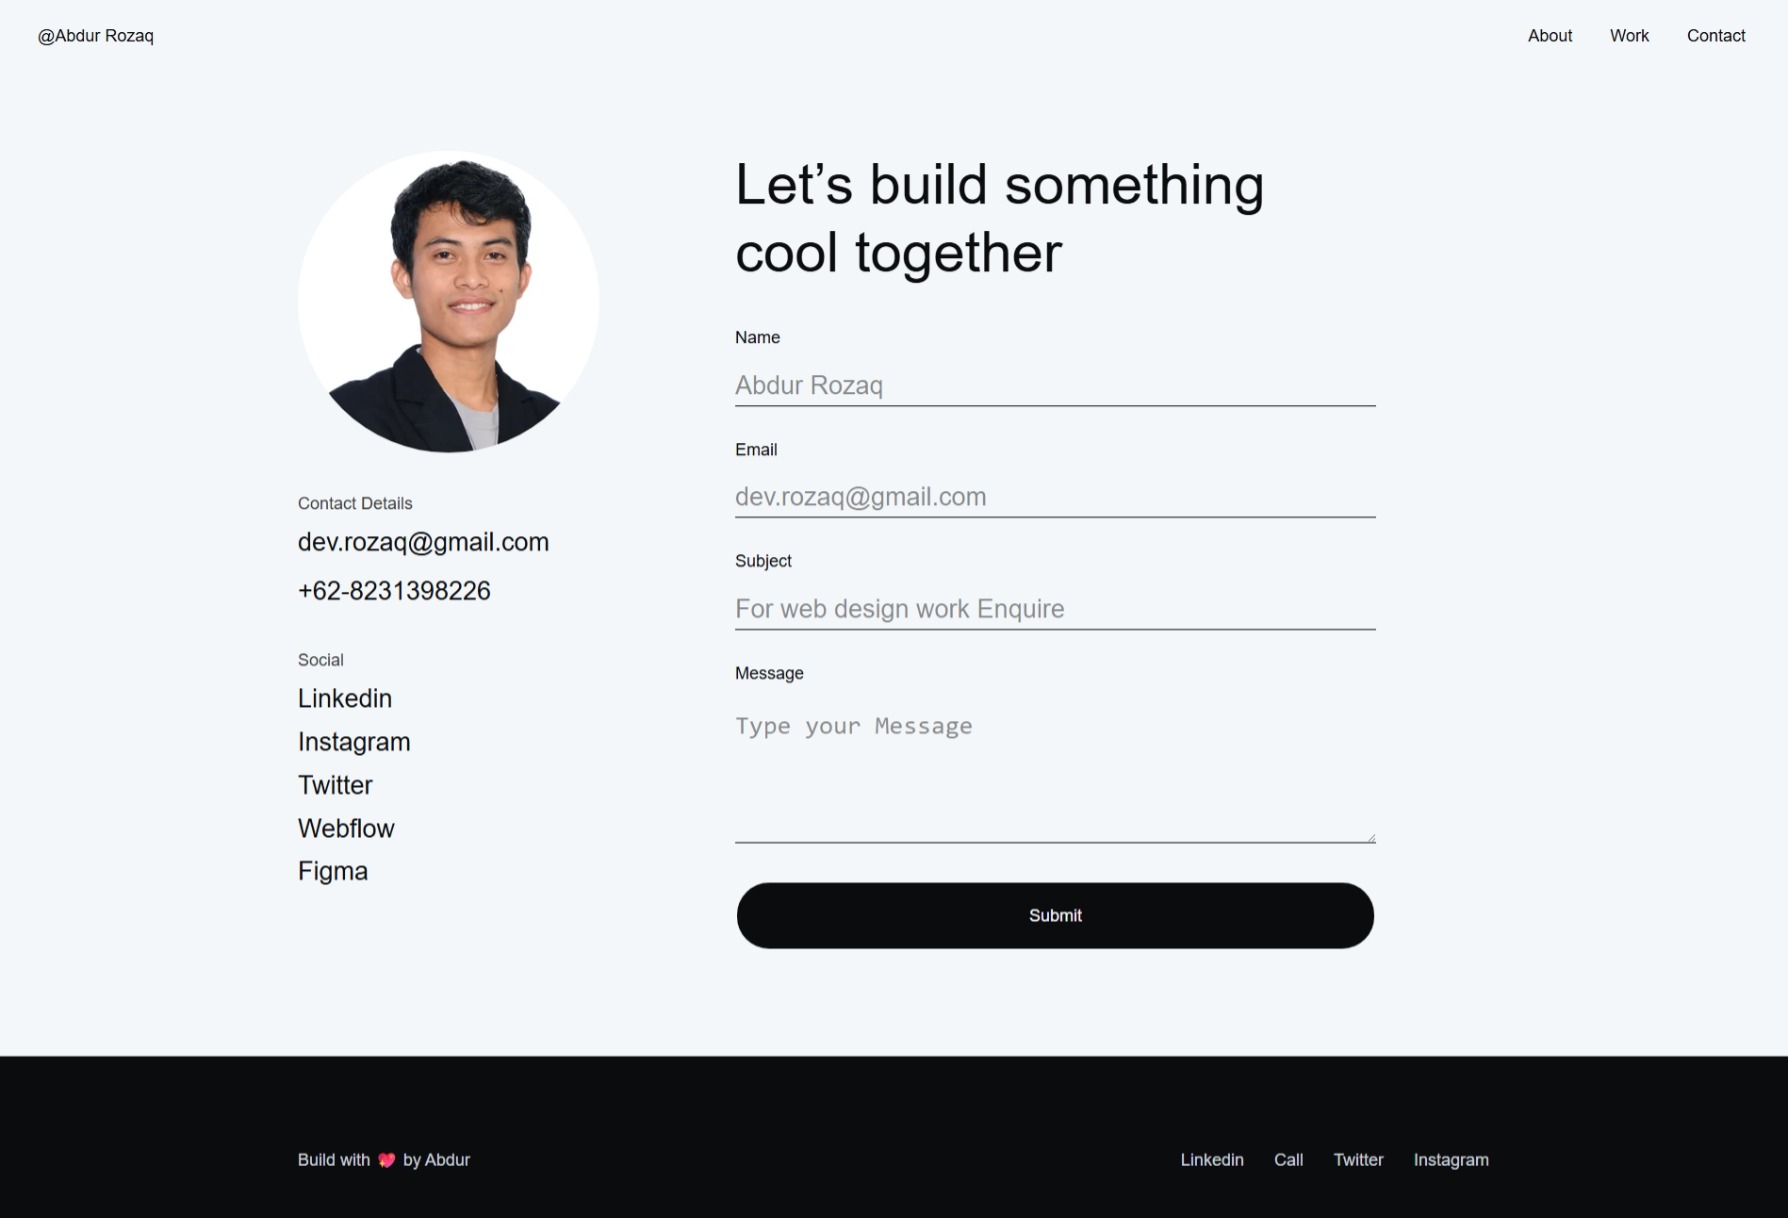 @Abdur Rozaq
About
Work
Contact
Let’s build something
cool together
Name
Abdur Rozaq
Email
dev.rozaq@gmail.com
Subject
For web design work Enquire
Message
Type your Message
Submit
Contact Details
dev.rozaq@gmail.com
+62-8231398226
Social
Linkedin
Instagram
Twitter
Webflow
Figma
Build with 💖 by Abdur
Linkedin
Call
Twitter
Instagram